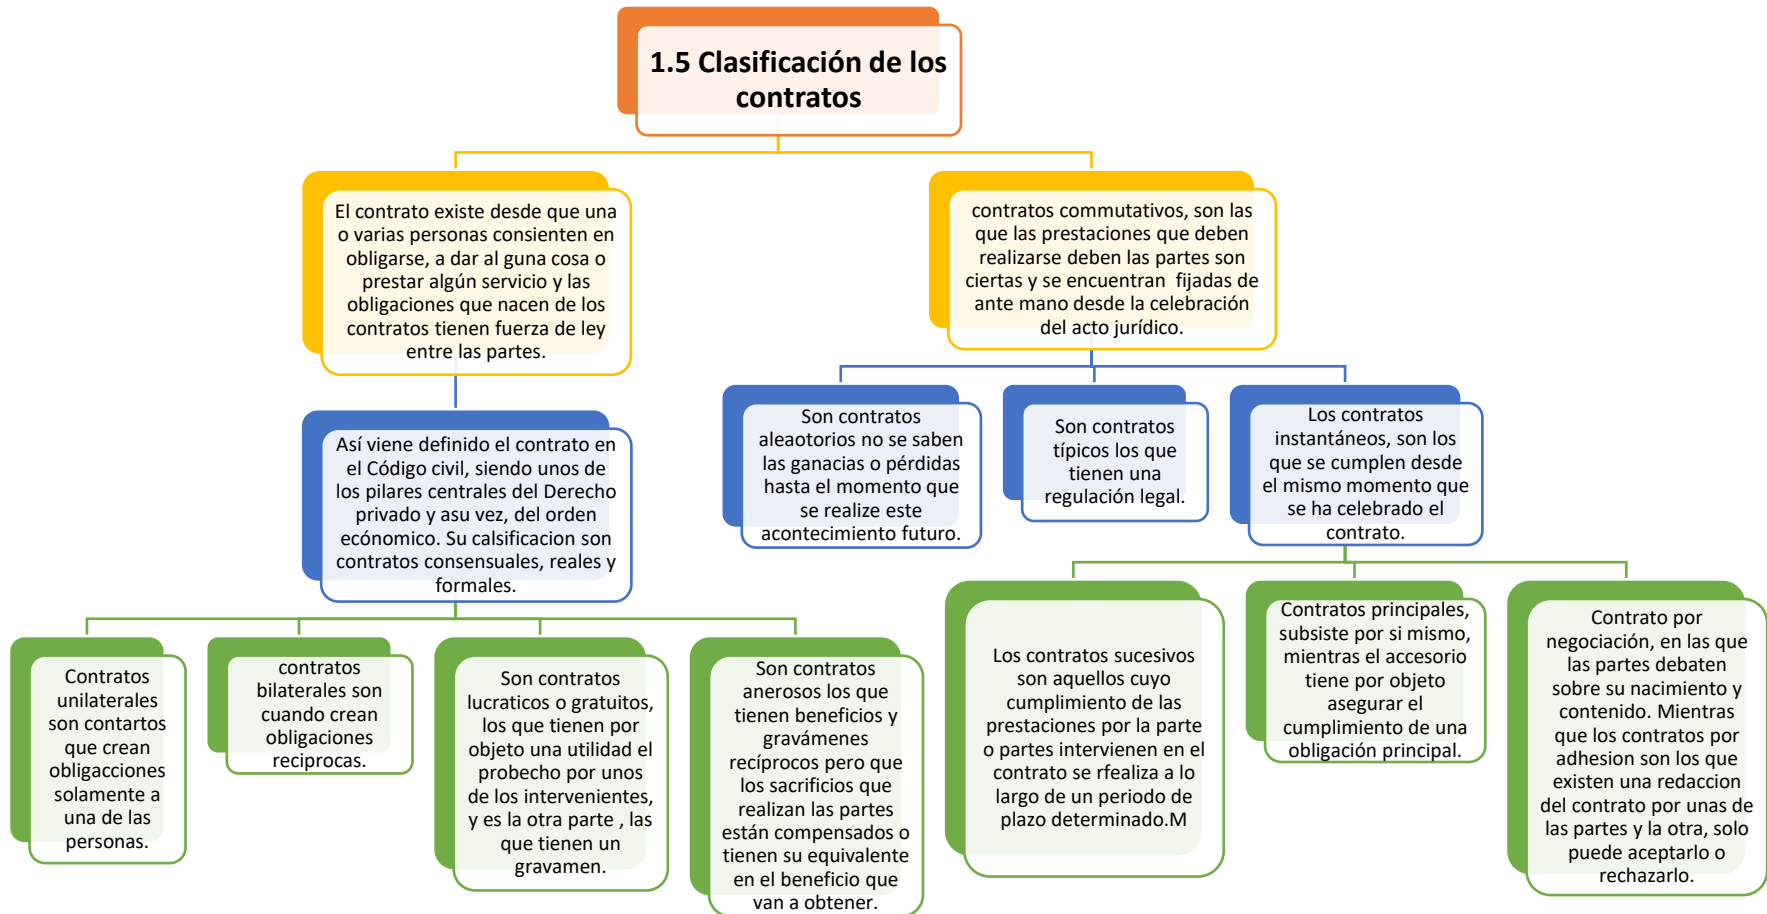 1.5 Clasificación de los
contratos
El contrato existe desde que una
o varias personas consienten en
obligarse, a dar al guna cosa o
prestar algún servicio y las
obligaciones que nacen de los
contratos tienen fuerza de ley
entre las partes.
contratos commutativos, son las
que las prestaciones que deben
realizarse deben las partes son
ciertas y se encuentran fijadas de
ante mano desde la celebración
del acto jurídico.
Así viene definido el contrato en
el Código civil, siendo unos de
los pilares centrales del Derecho
privado y asu vez, del orden
ecónomico. Su calsificacion son
contratos consensuales, reales y
formales.
Son contratos
aleaotorios no se saben
las ganacias o pérdidas
hasta el momento que
se realize este
acontecimiento futuro.
Son contratos
típicos los que
tienen una
regulación legal.
Los contratos
instantáneos, son los
que se cumplen desde
el mismo momento que
se ha celebrado el
contrato.
Contratos
unilaterales
son contartos
que crean
obligacciones
solamente a
una de las
personas.
contratos
bilaterales son
cuando crean
obligaciones
reciprocas.
Son contratos
lucraticos o gratuitos,
los que tienen por
objeto una utilidad el
probecho por unos
de los intervenientes,
y es la otra parte , las
que tienen un
gravamen.
Son contratos
anerosos los que
tienen beneficios y
gravámenes
recíprocos pero que
los sacrificios que
realizan las partes
están compensados o
tienen su equivalente
en el beneficio que
van a obtener.
Los contratos sucesivos
son aquellos cuyo
cumplimiento de las
prestaciones por la parte
o partes intervienen en el
contrato se rfealiza a lo
largo de un periodo de
plazo determinado.M
Contratos principales,
subsiste por si mismo,
mientras el accesorio
tiene por objeto
asegurar el
cumplimiento de una
obligación principal.
Contrato por
negociación, en las que
las partes debaten
sobre su nacimiento y
contenido. Mientras
que los contratos por
adhesion son los que
existen una redaccion
del contrato por unas de
las partes y la otra, solo
puede aceptarlo o
rechazarlo.